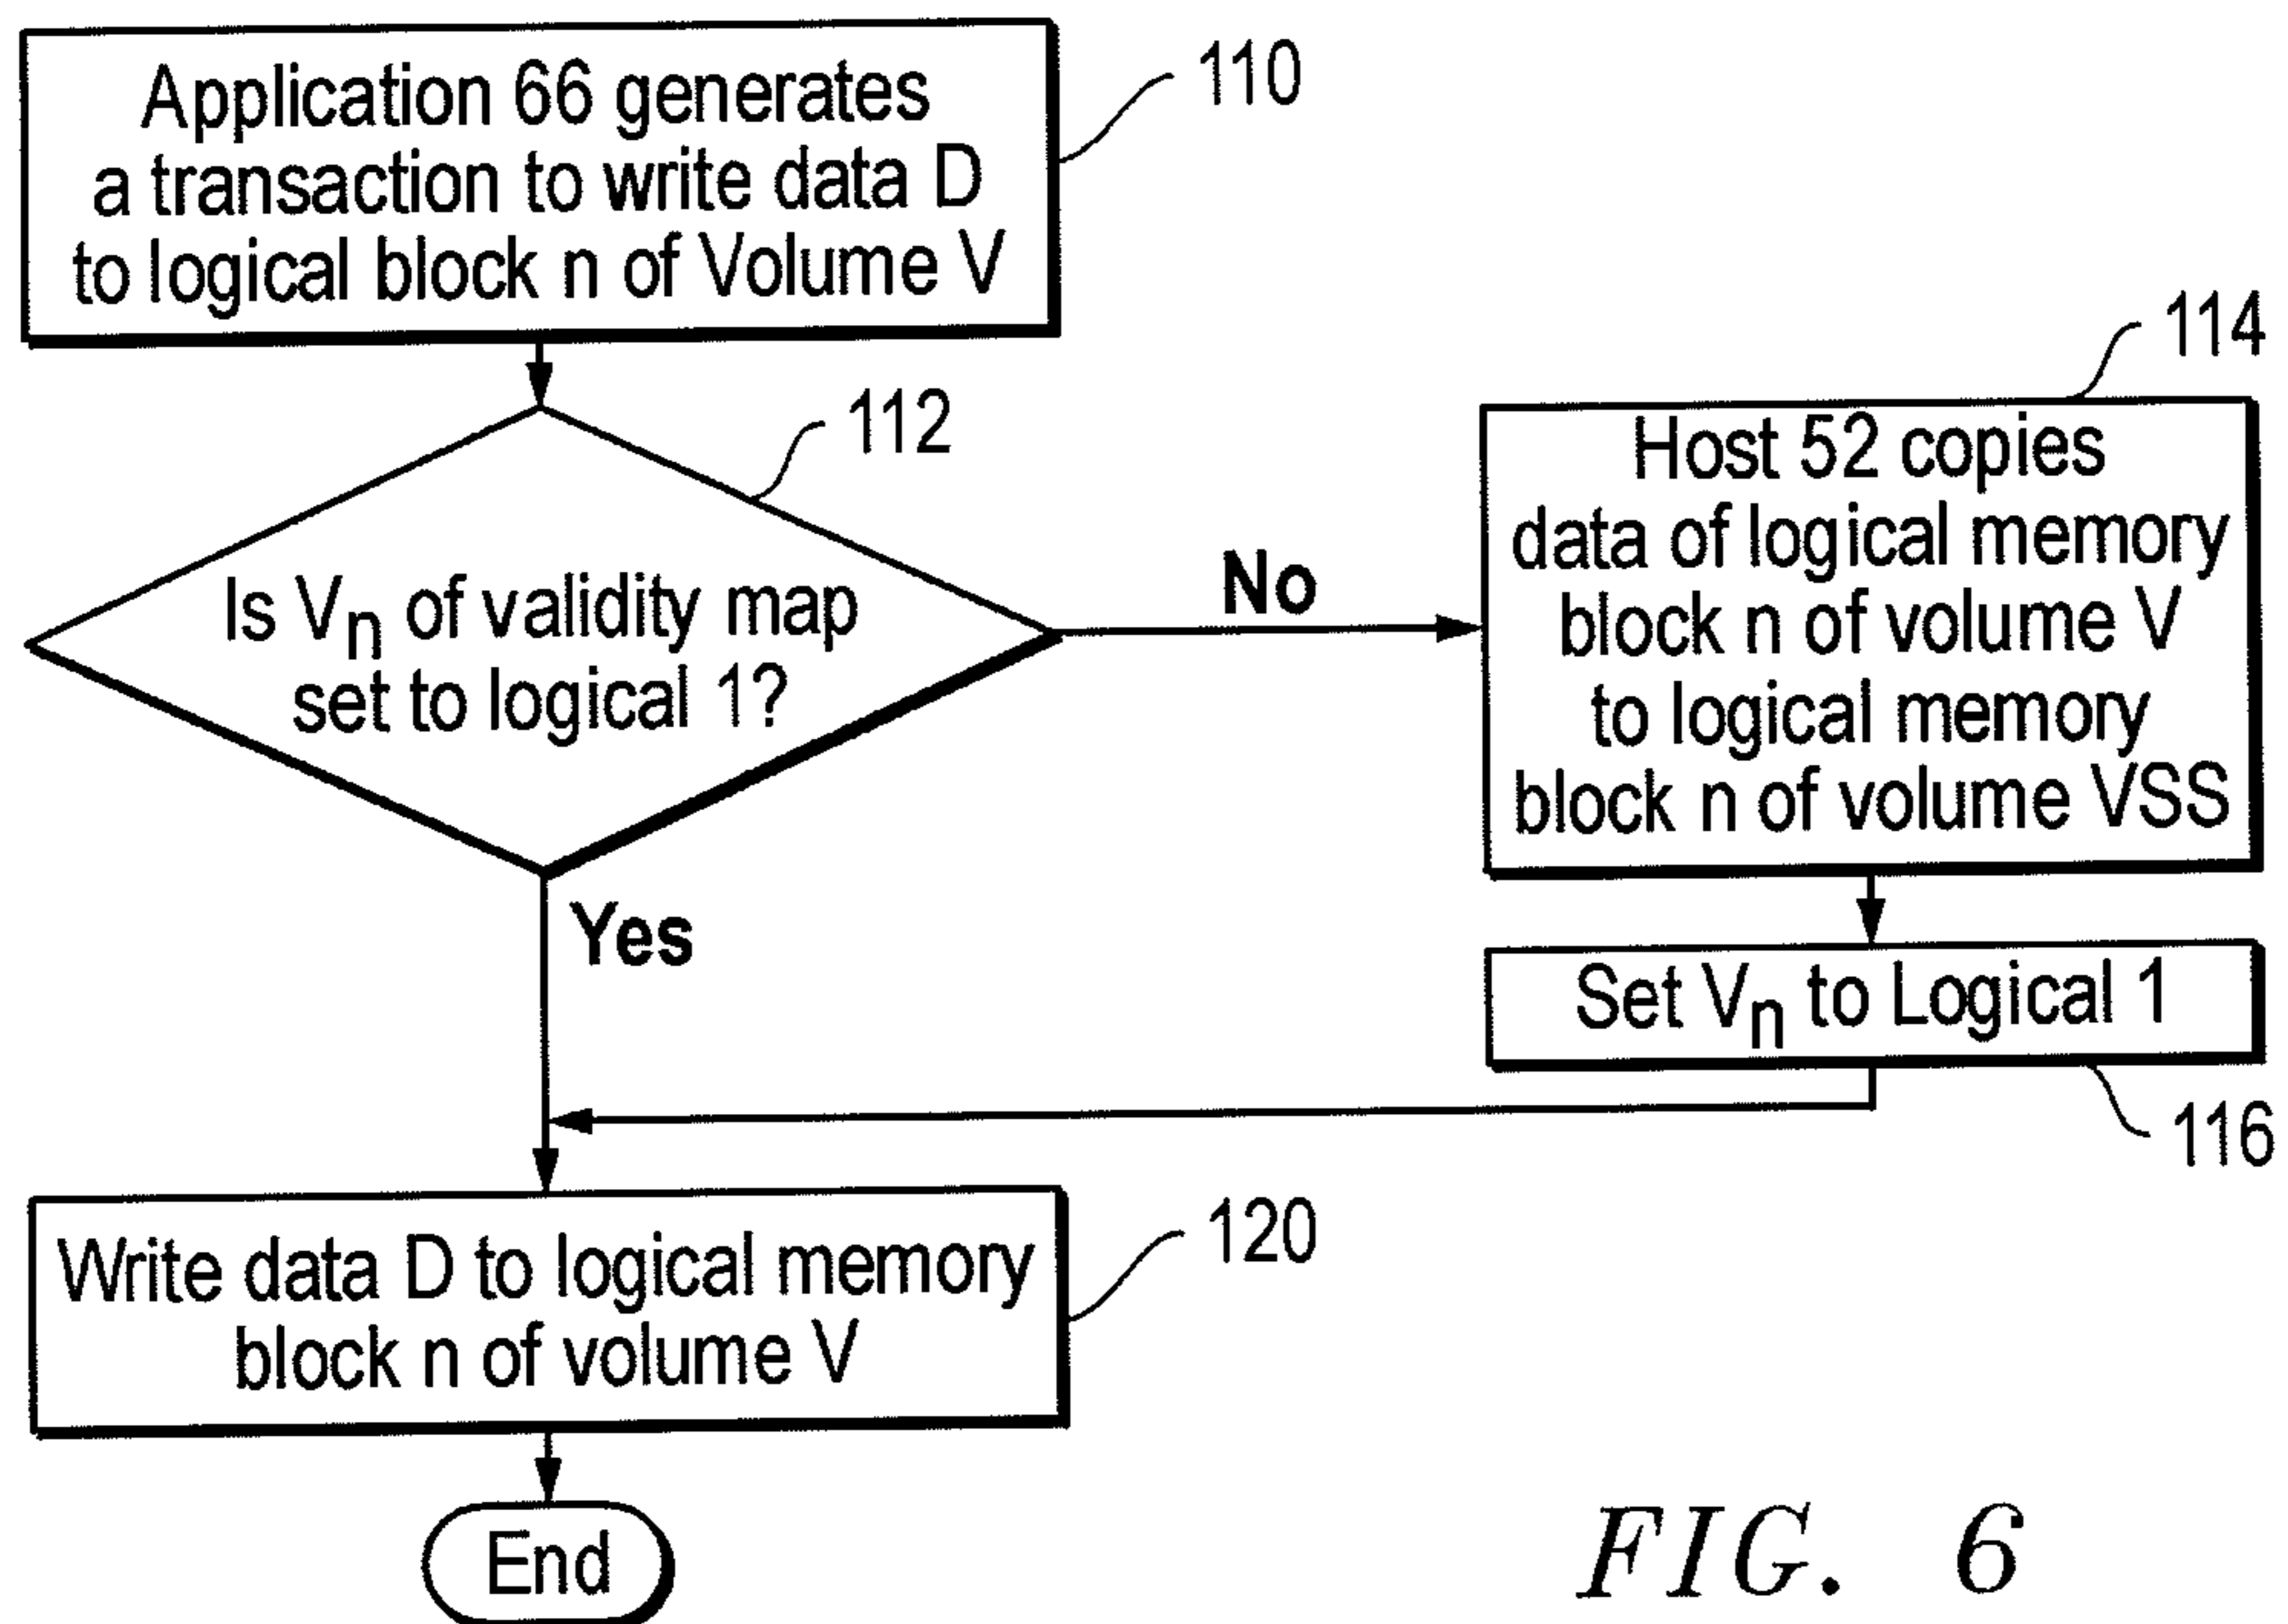 Application 66 generates
a transaction to write data D
to logical block n of Volume V
110
Is Vn of validity map
set to logical 1?
112
No
Yes
Host 52 copies
data of logical memory
block n of volume V
to logical memory
block n of volume VSS
114
Set Vn to Logical 1
116
Write data D to logical memory
block n of volume V
120
End
FIG. 6